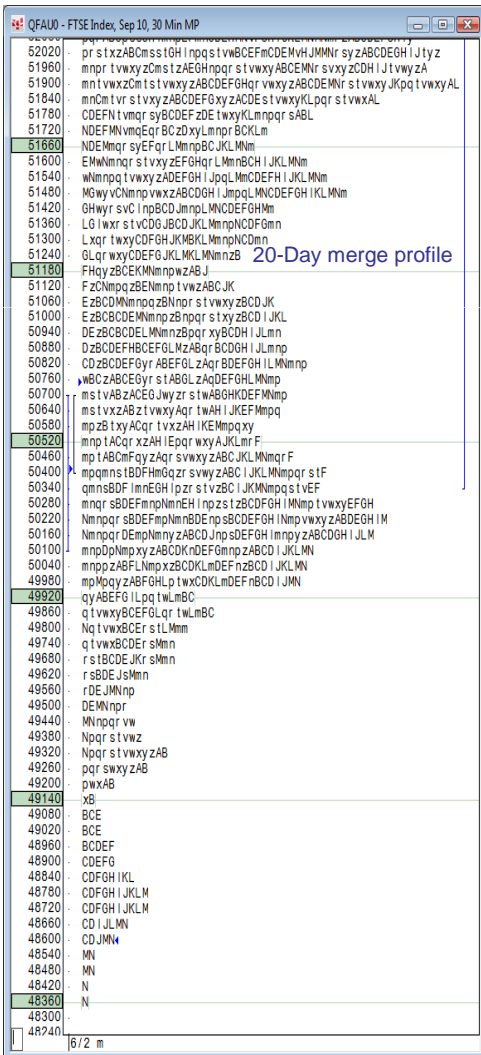 QFAU0 - FTSE Index, Sep 10, 30 Min MP
52020 prstxzABCmsstGHInpqstvwBCEFmCDEMvHJMMNrsyzABCDEGHIJtyz
51960 mnprtvwxyzCmstzAEGHnpqrstvwxyABCEMNrsvxyzCDHIJtvwyzA
51900 mntvwxzCmtstvwxyzABCDEFGHqrvwxyzABCDEMNrstvwxyJKpqtvwxyAL
51840 mnCmtvrstvxyzABCDEFGxyzACDEstvwxyKLpqrstvwxAL
51780 CDEFNtvmqrsyBCDEFzDEtwxyKLmnpqrsABL
51720 NDEFMNvmqEqrBCzDxyLmnprBCKLm
51660 NDEMmqrsyEFqrLMmnpBCJKLMNm
51600 EMwNmnqrstvxyzEFGHqrLMmnBCHIJKLMNm
51540 wNmnpqtvwxyzADEFGHIJpqLMmCDEFHIJKLMNm
51480 MGwyvCNmnpvwxzABCDGHIJmpqLMNCDEFGHIKLMNm
51420 GHwyrsvCInpBCDJmnpLMNCDEFGHMm
51360 LGIwxrstvCDGJBCDJKLMmnpNCDFGmn
51300 LxqrtwxyCDFGHJKMBKLMmnpNCDmn
51240 GLqrwxyCDEFGJKLMKLMNmnzB 20-Day merge profile
51180 FHqyzBCEKMNmnpwzABJ
51120 FzCNmpqzBENmnptvwzABCJK
51060 EzBCDMNmnpqzBNnprstvwxyzBCDJK
51000 EzBCBCDEMNmnpzBnpqrstxyzBCDIJKL
50940 DEzBCBCDELMNmnzBpqrxyBCDHIJLmn
50880 DzBCDEFHBCEFGLMzABqrBCDGHIJLmnp
50820 CDzBCDEFGyrABEFGLzAqrBDEFGHILMNmnp
50760 wBCzABCEGyrstABGLzAqDEFGHLMNmp
50700 mstvABzACEGJwyzrstwABGHKDEFMNmp
50640 mstvxzABztvwxyAqrtwAHIJKEFMmpq
50580 mpzBtxyACqrtvxzAHIKEMmpqxy
50520 mnptACqrxzAHIEpqrwxyAJKLmrF
50460 mptABCmFqyzAqrsvwxyzABCJKLMNmqrF
50400 mpqmnstBDFHmGqzrsvwyzABCIJKLMNmpqrstF
50340 qmnsBDFImnEGHIpzrstvzBCIJKMNmpqstvEF
50280 mnqrsBDEFmnpNmnEHInpzstzBCDFGHIMNmptvwxyEFGH
50220 NmnpqrsBDEFmpNmnBDEnpsBCDEFGHINmpvwxyzABDEGHIM
50160 NmnpqrDEmpNmnyzABCDJnpsDEFGHImnpyzABCDGHIJLM
50100 mnpDpNmpxyzABCDKnDEFGmnpzABCDIJKLMN
50040 mnppzABFLNmpxzBCDKLmDEFnzBCDIJKLMN
49980 mpMpqyzABFGHLptwxCDKLmDEFnBCDIJMN
49920 qyABEFGILpqtwLmBC
49860 qtvwxyBCEFGLqrtwLmBC
49800 NqtvwxBCErstLMmm
49740 qtvwxBCDErsMmn
49680 rstBCDEJKrsMmn
49620 rsBDEJsMmn
49560 rDEJMNnp
49500 DEMNnpr
49440 MNnpqrvw
49380 Npqrstvwz
49320 NpqrstvwxyzAB
49260 pqrswxyzAB
49200 pwxAB
49140 xB
49080 BCE
49020 BCE
48960 BCDEF
48900 CDEFG
48840 CDFGHIKL
48780 CDFGHIJKLM
48720 CDFGHIJKLM
48660 CDIJLMN
48600 CDJMN
48540 MN
48480 MN
48420 N
48360 N
48300
48240
6/2 m